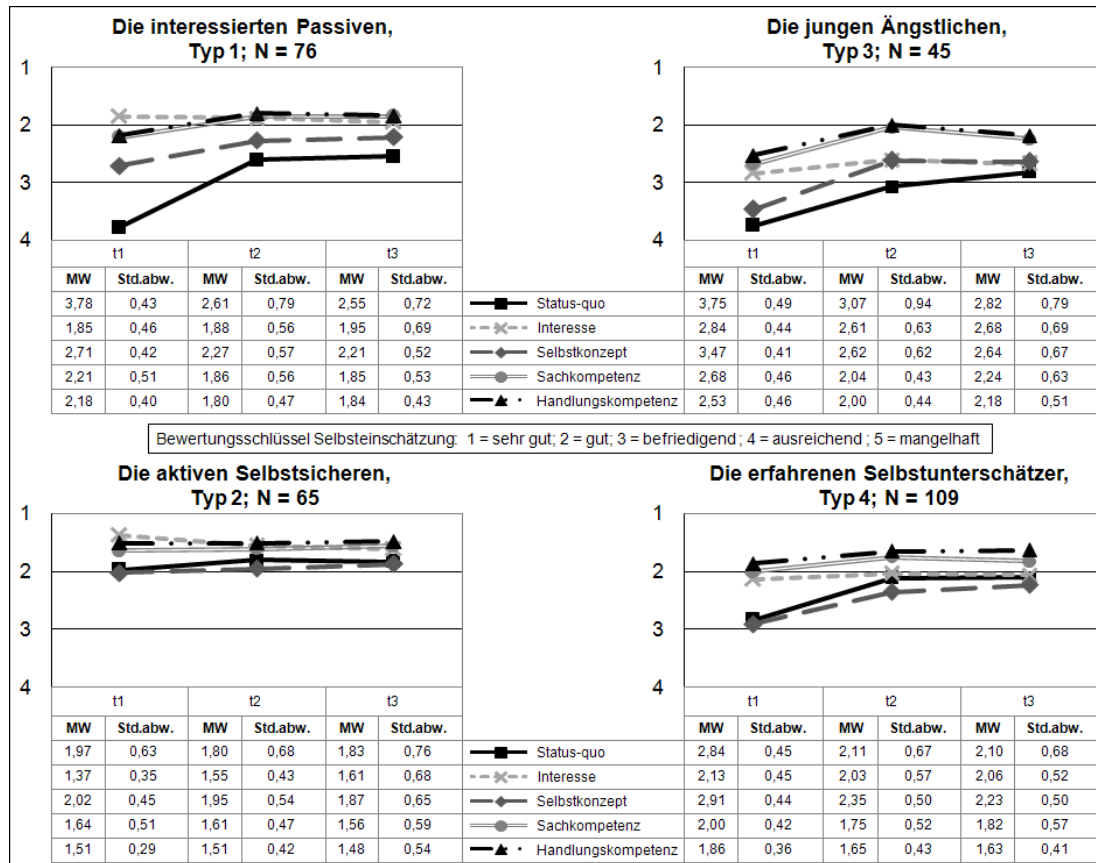 Die interessierten Passiven,
Typ 1; N = 76
1
2
3
4
t1 t2 t3
MW Std.abw. MW Std.abw. MW Std.abw.
3,78 0,43 2,61 0,79 2,55 0,72
1,85 0,46 1,88 0,56 1,95 0,69
2,71 0,42 2,27 0,57 2,21 0,52
2,21 0,51 1,86 0,56 1,85 0,53
2,18 0,40 1,80 0,47 1,84 0,43
Status-quo
Interesse
Selbstkonzept
Sachkompetenz
Handlungskompetenz
Die jungen Ängstlichen,
Typ 3; N = 45
1
2
3
4
t1 t2 t3
MW Std.abw. MW Std.abw. MW Std.abw.
3,75 0,49 3,07 0,94 2,82 0,79
2,84 0,44 2,61 0,63 2,68 0,69
3,47 0,41 2,62 0,62 2,64 0,67
2,68 0,46 2,04 0,43 2,24 0,63
2,53 0,46 2,00 0,44 2,18 0,51
Bewertungsschlüssel Selbsteinschätzung: 1 = sehr gut; 2 = gut; 3 = befriedigend ; 4 = ausreichend ; 5 = mangelhaft
Die aktiven Selbstsicheren,
Typ 2; N = 65
1
2
3
4
t1 t2 t3
MW Std.abw. MW Std.abw. MW Std.abw.
1,97 0,63 1,80 0,68 1,83 0,76
1,37 0,35 1,55 0,43 1,61 0,68
2,02 0,45 1,95 0,54 1,87 0,65
1,64 0,51 1,61 0,47 1,56 0,59
1,51 0,29 1,51 0,42 1,48 0,54
Status-quo
Interesse
Selbstkonzept
Sachkompetenz
Handlungskompetenz
Die erfahrenen Selbstunterschätzer,
Typ 4; N = 109
1
2
3
4
t1 t2 t3
MW Std.abw. MW Std.abw. MW Std.abw.
2,84 0,45 2,11 0,67 2,10 0,68
2,13 0,45 2,03 0,57 2,06 0,52
2,91 0,44 2,35 0,50 2,23 0,50
2,00 0,42 1,75 0,52 1,82 0,57
1,86 0,36 1,65 0,43 1,63 0,41